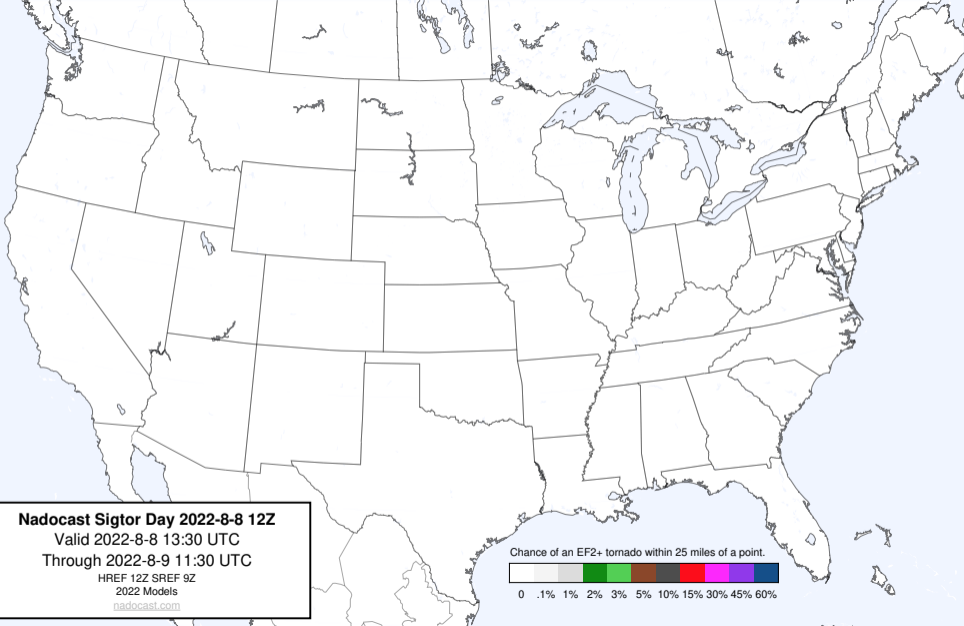 Nadocast Sigtor Day 2022-8-8 12Z
Valid 2022-8-8 13:30 UTC
Through 2022-8-9 11:30 UTC
HREF 12Z SREF 9Z
2022 Models
nadocast.com
Chance of an EF2+ tornado within 25 miles of a point.
0 .1% 1% 2% 3% 5% 10% 15% 30% 45% 60%